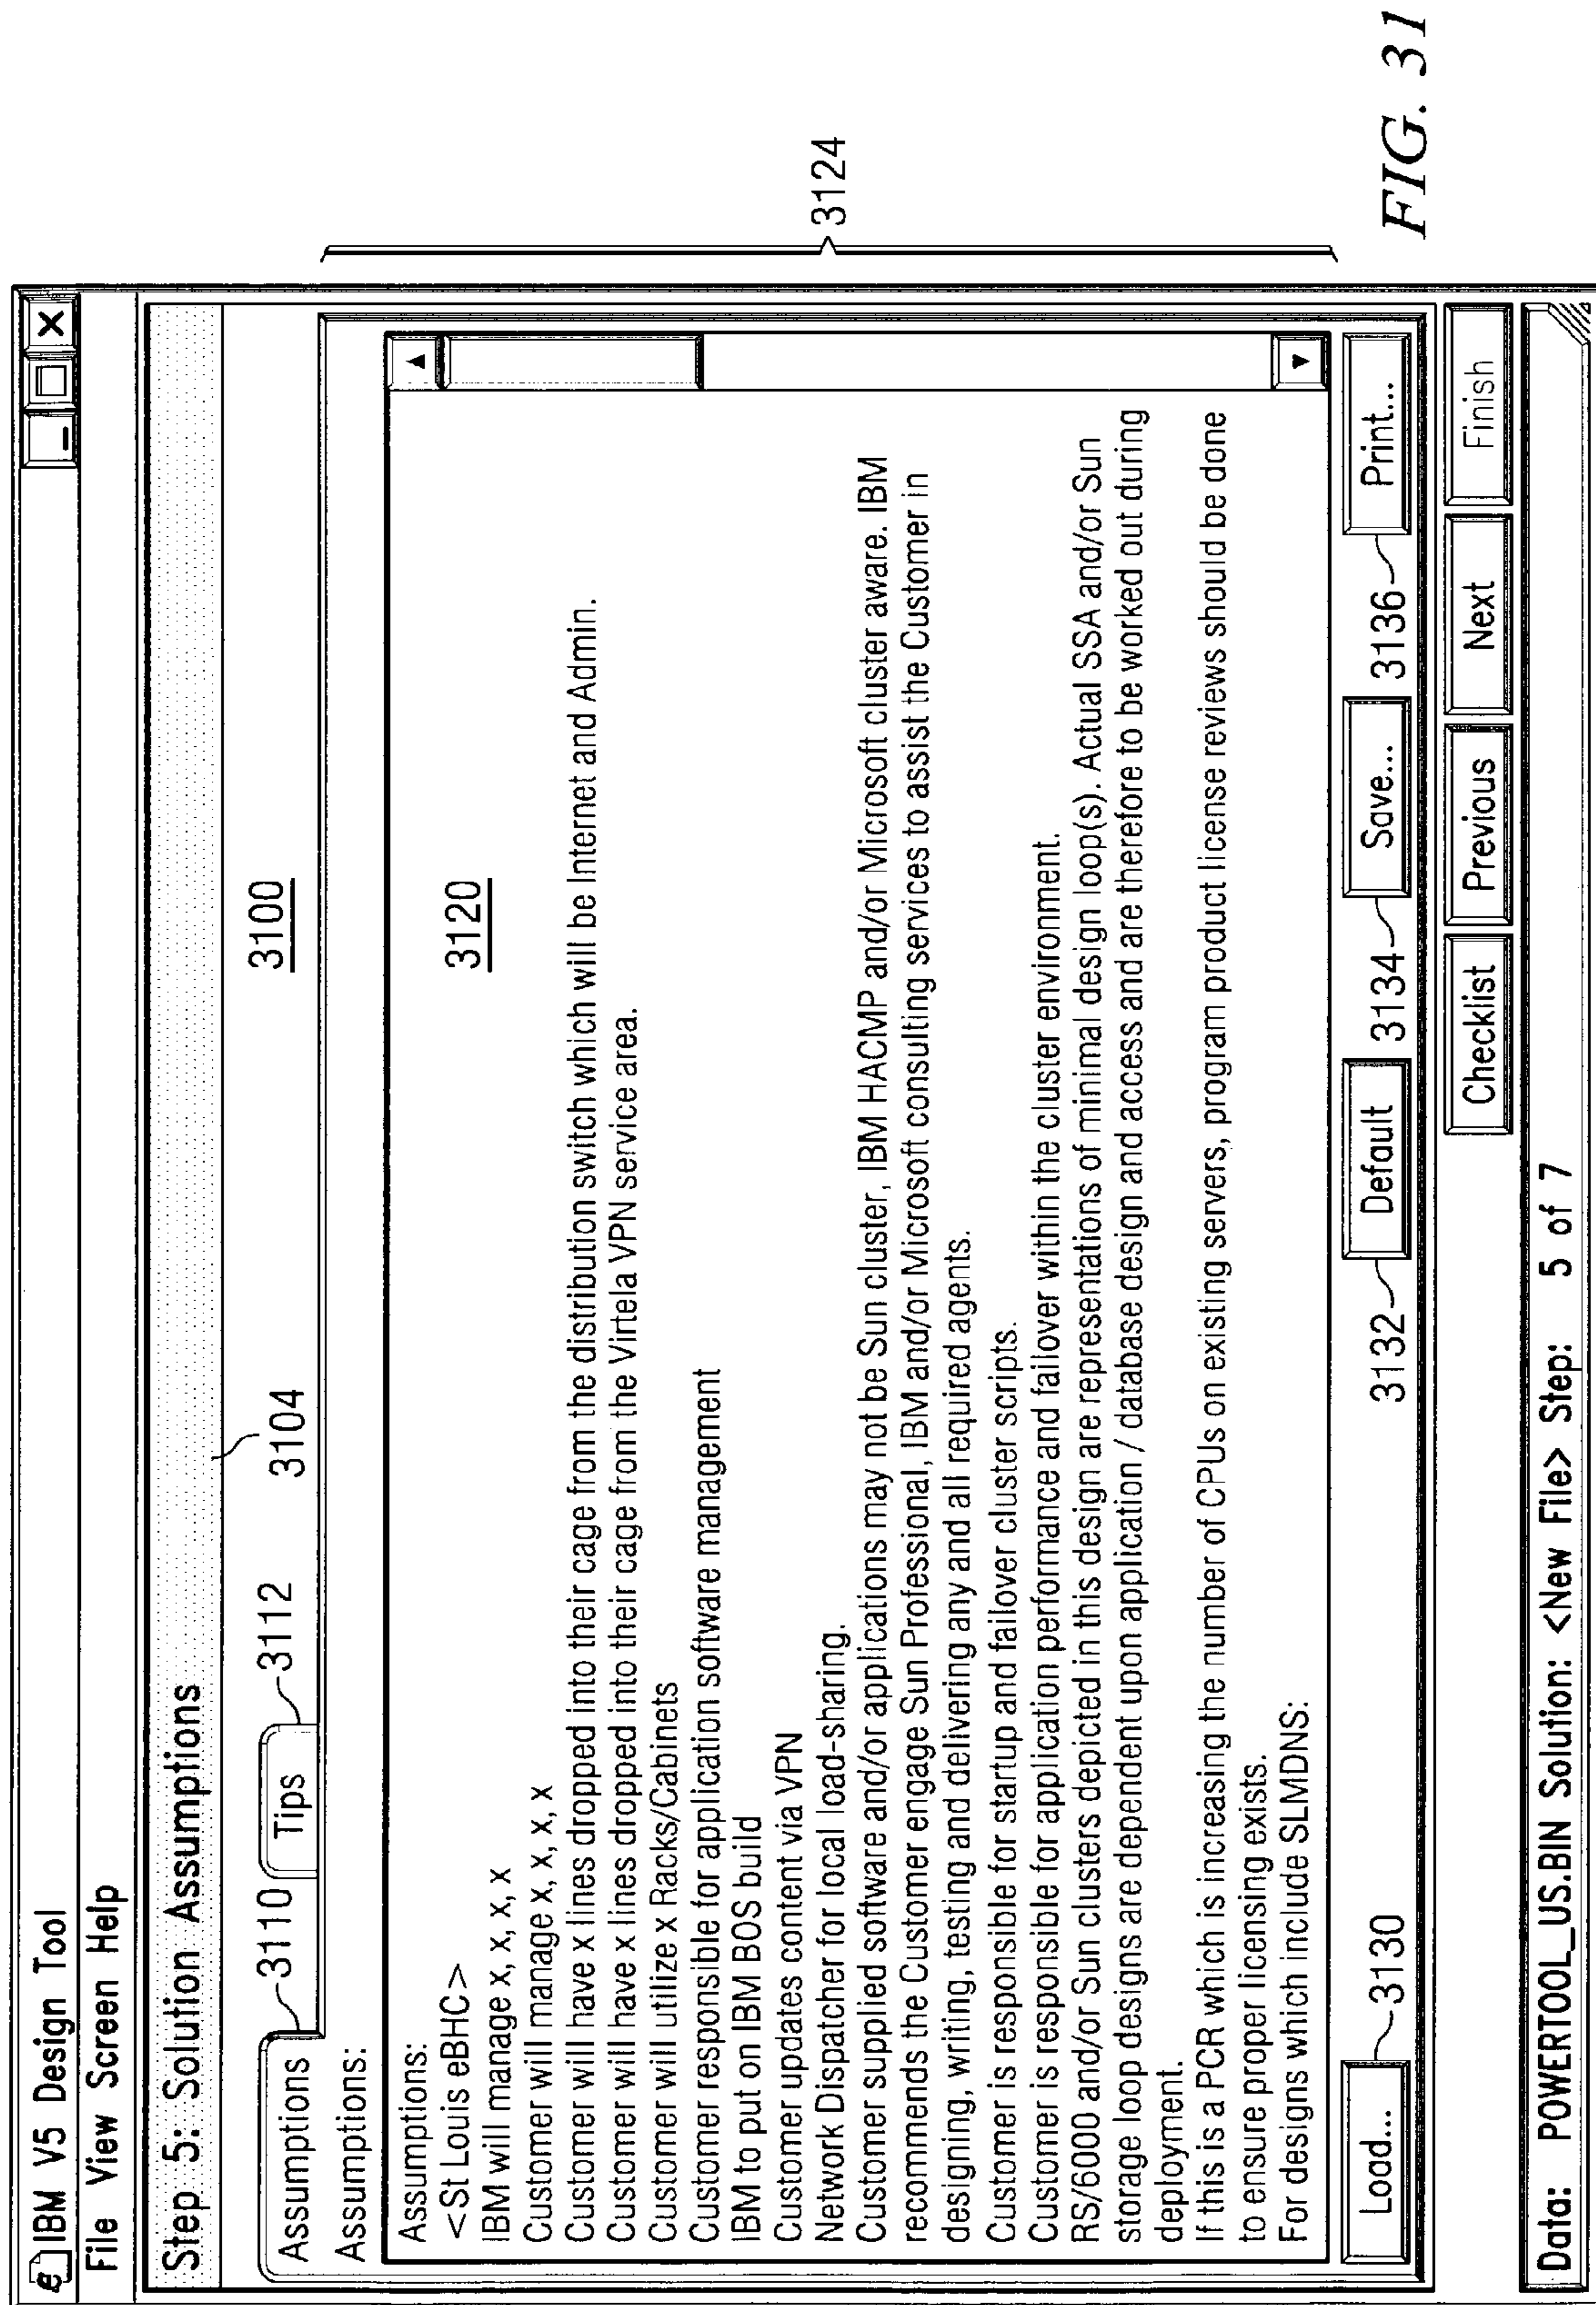 IBM V5 Design Tool
File View Screen Help
Step 5: Solution Assumptions
3104
Assumptions 3110 Tips 3112
3100
Assumptions:
3120
Assumptions:
<St Louis eBHC>
IBM will manage x, x, x, x
Customer will manage x, x, x, x
Customer will have x lines dropped into their cage from the distribution switch which will be Internet and Admin.
Customer will have x lines dropped into their cage from the Virtela VPN service area.
Customer will utilize x Racks/Cabinets
Customer responsible for application software management
IBM to put on IBM BOS build
Customer updates content via VPN
Network Dispatcher for local load-sharing.
Customer supplied software and/or applications may not be Sun cluster, IBM HACMP and/or Microsoft cluster aware. IBM
recommends the Customer engage Sun Professional, IBM and/or Microsoft consulting services to assist the Customer in
designing, writing, testing and delivering any and all required agents.
Customer is responsible for startup and failover cluster scripts.
Customer is responsible for application performance and failover within the cluster environment.
RS/6000 and/or Sun clusters depicted in this design are representations of minimal design loop(s). Actual SSA and/or Sun
storage loop designs are dependent upon application / database design and access and are therefore to be worked out during
deployment.
If this is a PCR which is increasing the number of CPUs on existing servers, program product license reviews should be done
to ensure proper licensing exists.
For designs which include SLMDNS:
3124
Load... 3130 3132 Default 3134 Save... 3136 Print...
Checklist Previous Next Finish
Data: POWERTOOL_US.BIN Solution: <New File> Step: 5 of 7
FIG. 31